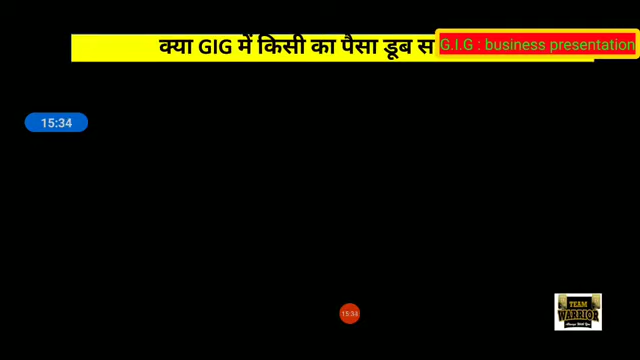 क्या GIG में किसी का पैसा डूब
G.I.G : business presentation
15:34
15:34
TEAM
WARRIOR